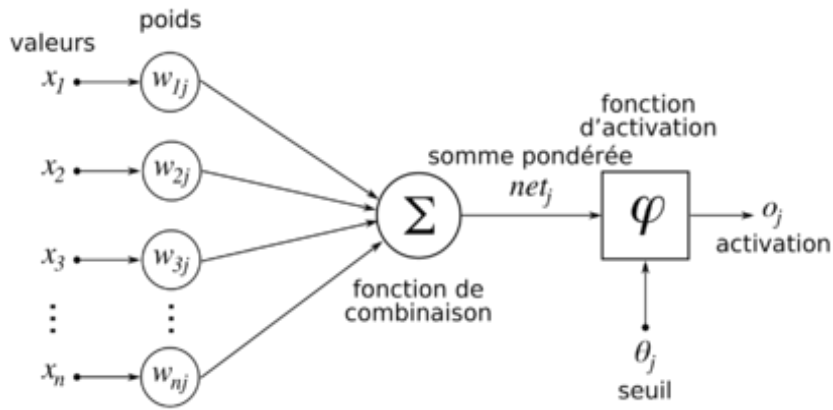 poids
valeurs
x1
w1j
x2
w2j
x3
w3j
⋮
⋮
xn
wnj
Σ
fonction de
combinaison
somme pondérée
netj
fonction
d'activation
φ
oj
activation
θj
seuil